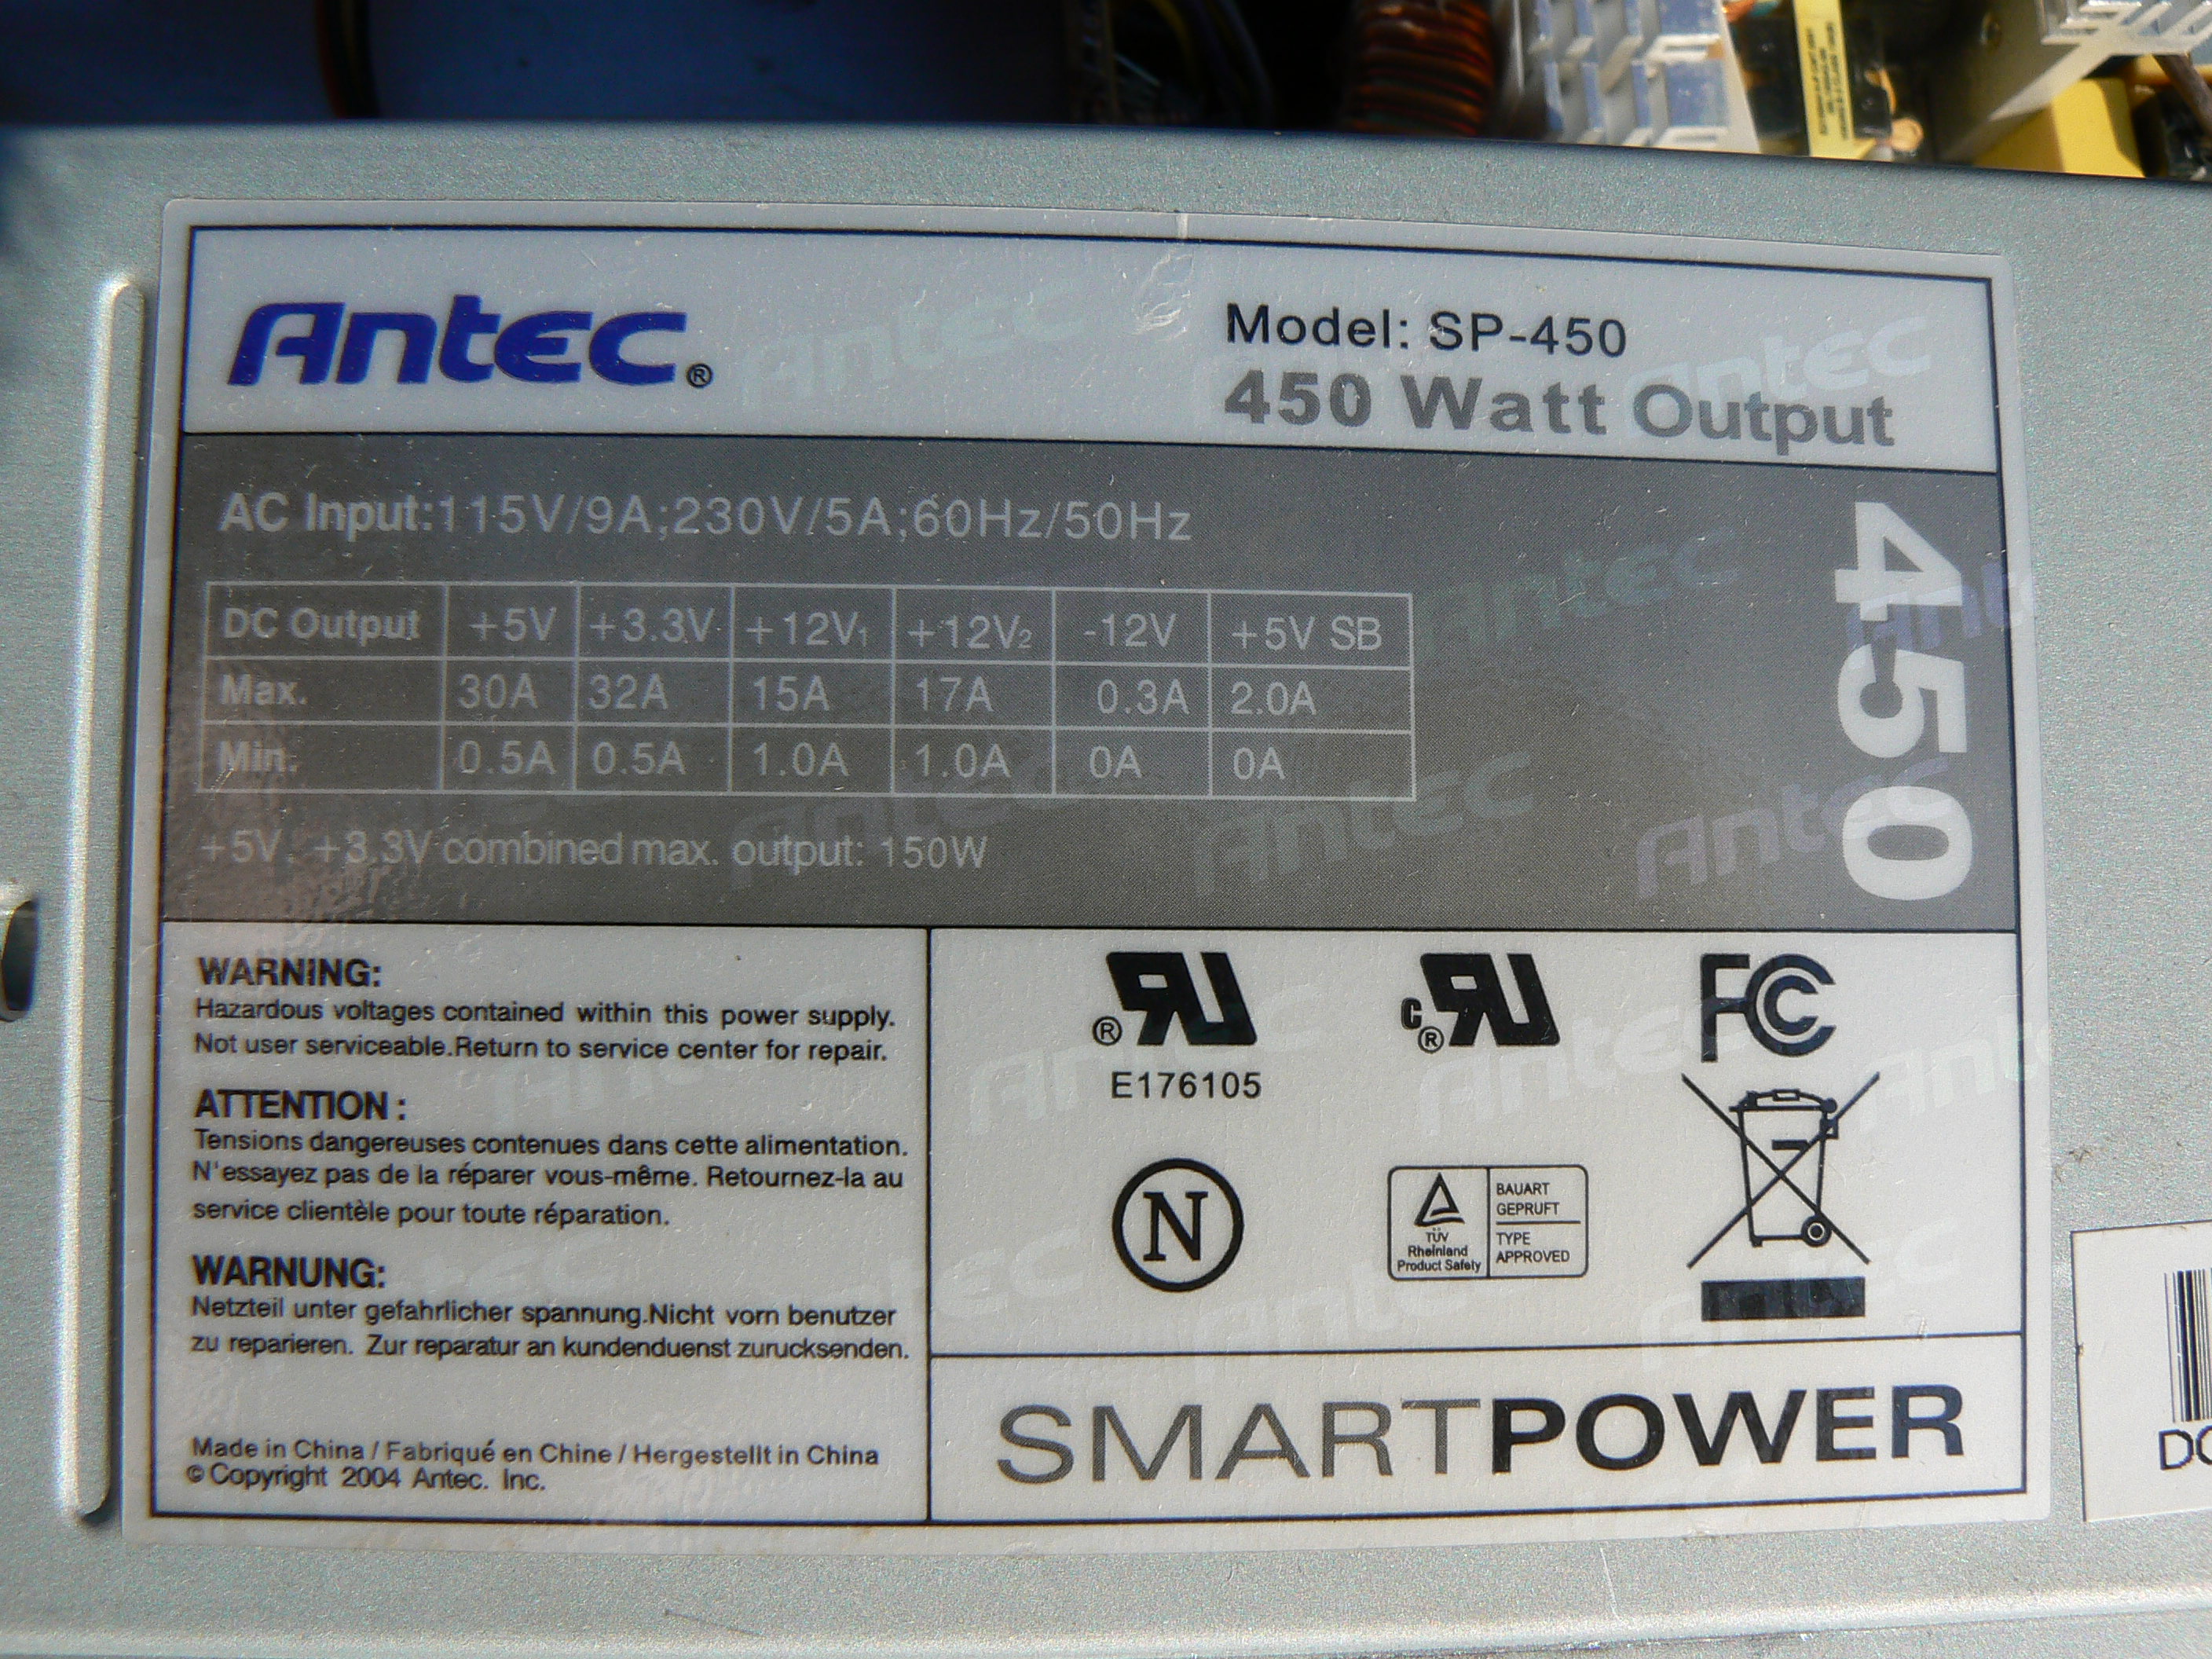 Antec®
Model: SP-450
450 Watt Output
AC Input:115V/9A;230V/5A;60Hz/50Hz
450
DC Output +5V +3.3V +12V1 +12V2 -12V +5V SB
Max. 30A 32A 15A 17A 0.3A 2.0A
Min. 0.5A 0.5A 1.0A 1.0A 0A 0A
+5V, +3.3V combined max. output: 150W
WARNING:
Hazardous voltages contained within this power supply.
Not user serviceable.Return to service center for repair.
ATTENTION :
Tensions dangereuses contenues dans cette alimentation.
N'essayez pas de la réparer vous-même. Retournez-la au
service clientèle pour toute réparation.
WARNUNG:
Netzteil unter gefahrlicher spannung.Nicht vorn benutzer
zu reparieren. Zur reparatur an kundenduenst zurucksenden.
Made in China / Fabriqué en Chine / Hergestellt in China
© Copyright 2004 Antec. Inc.
®
E176105
C
®
FC
N
TÜV
Rheinland
Product Safety
BAUART
GEPRUFT
TYPE
APPROVED
SMARTPOWER